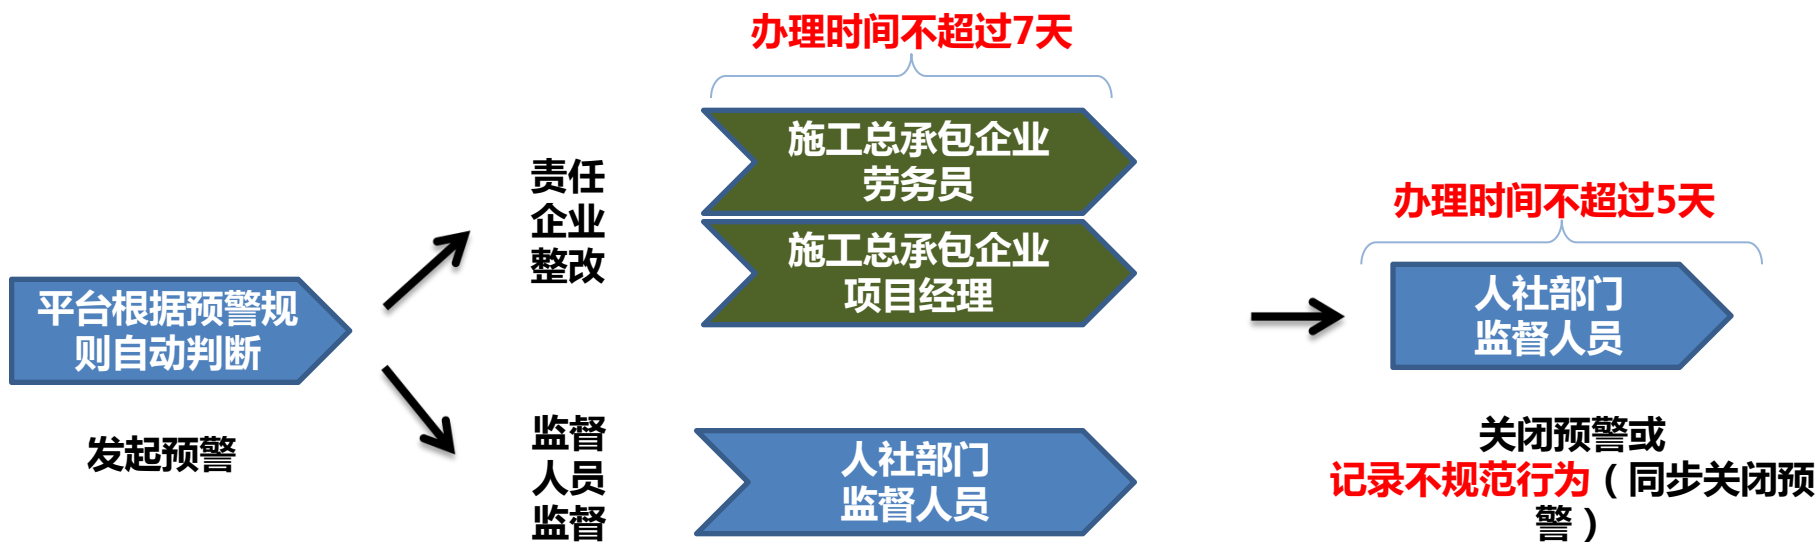 办理时间不超过7天
施工总承包企业
劳务员
责任
企业
整改
施工总承包企业
项目经理
办理时间不超过5天
平台根据预警规
则自动判断
人社部门
监督人员
发起预警
监督
人员
监督
人社部门
监督人员
关闭预警或
记录不规范行为（同步关闭预
警）